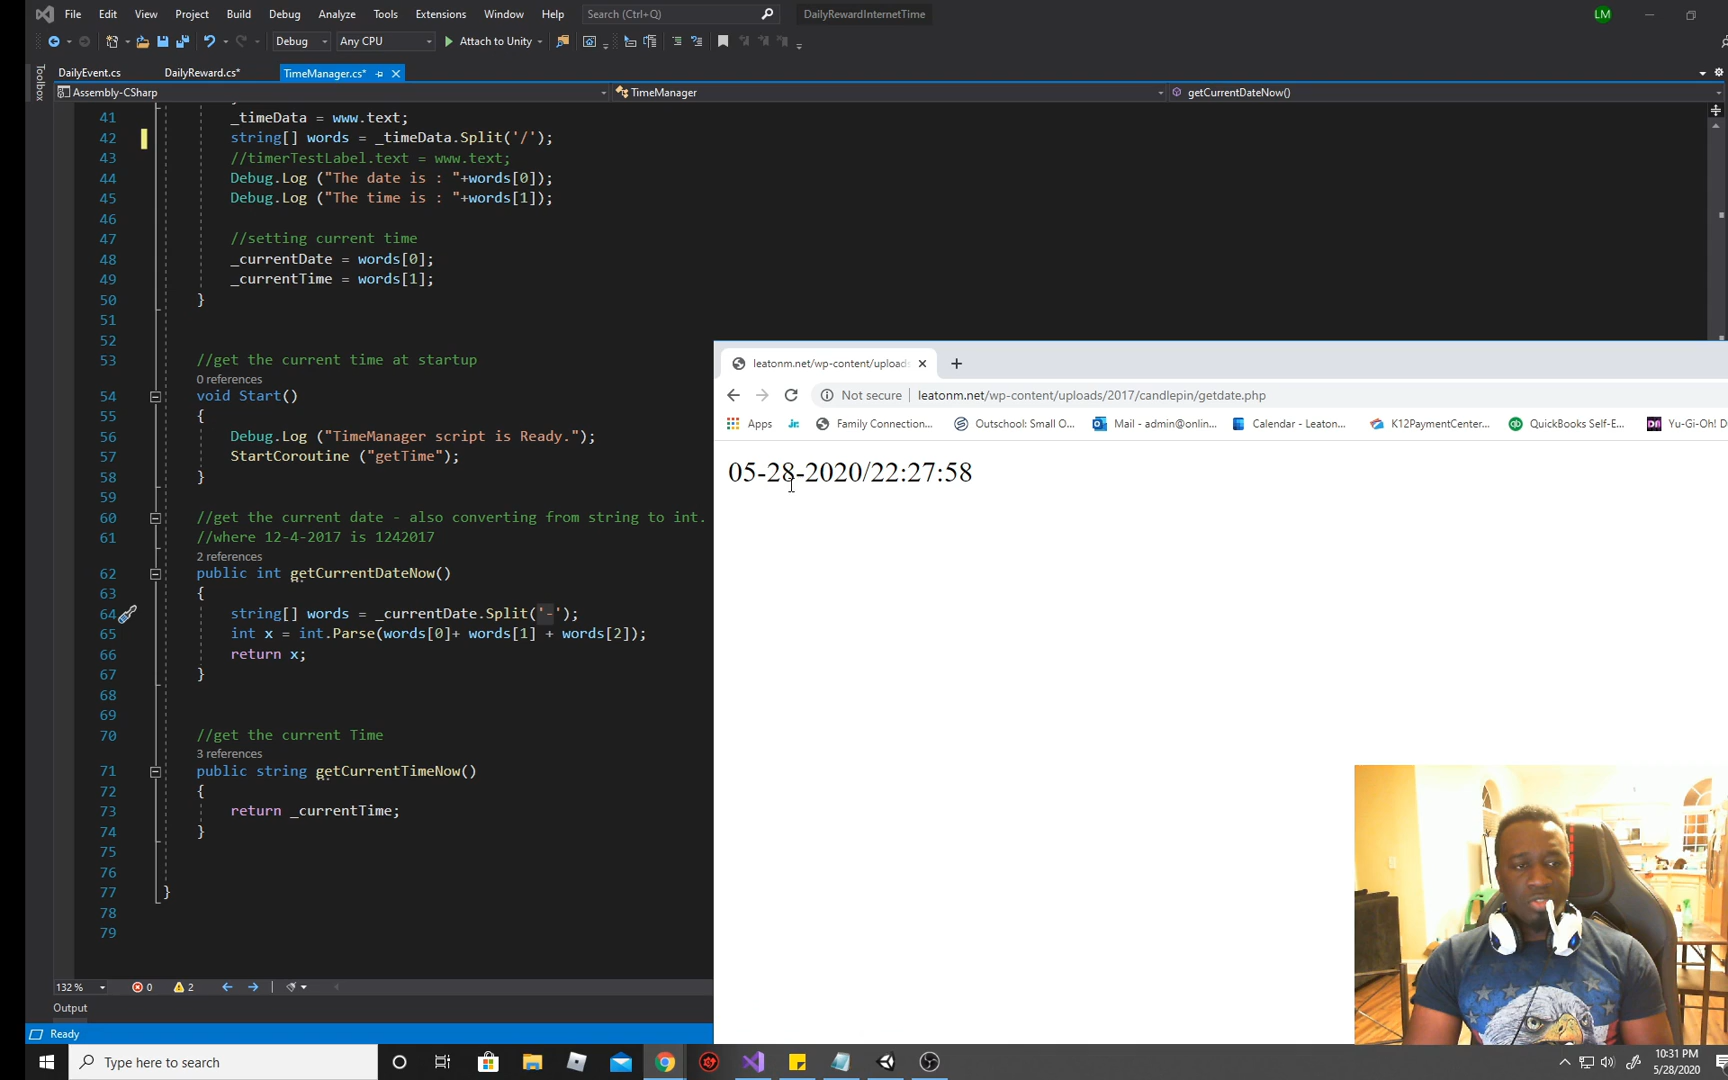 File Edit View Project Build Debug Analyze Tools Extensions Window Help Search (Ctrl+Q) DailyRewardInternetTime LM
Debug Any CPU Attach to Unity
Toolbox
DailyEvent.cs DailyReward.cs* TimeManager.cs*
Assembly-CSharp TimeManager getCurrentDateNow()
41 _timeData = www.text;
42 string[] words = _timeData.Split('/');
43 //timerTestLabel.text = www.text;
44 Debug.Log ("The date is : "+words[0]);
45 Debug.Log ("The time is : "+words[1]);
46
47 //setting current time
48 _currentDate = words[0];
49 _currentTime = words[1];
50 }
51
52
53 //get the current time at startup
0 references
54 void Start()
55 {
56 Debug.Log ("TimeManager script is Ready.");
57 StartCoroutine ("getTime");
58 }
59
60 //get the current date - also converting from string to int.
61 //where 12-4-2017 is 1242017
2 references
62 public int getCurrentDateNow()
63 {
64 string[] words = _currentDate.Split('-');
65 int x = int.Parse(words[0]+ words[1] + words[2]);
66 return x;
67 }
68
69
70 //get the current Time
3 references
71 public string getCurrentTimeNow()
72 {
73 return _currentTime;
74 }
75
76
77 }
78
79
132 % 0 2
Output
Ready
leatonm.net/wp-content/uploads
Not secure leatonm.net/wp-content/uploads/2017/candlepin/getdate.php
Apps Jr. Family Connection... Outschool: Small O... Mail - admin@onlin... Calendar - Leaton... K12PaymentCenter... QuickBooks Self-E... Yu-Gi-Oh! D
05-28-2020/22:27:58
Type here to search
10:31 PM
5/28/2020